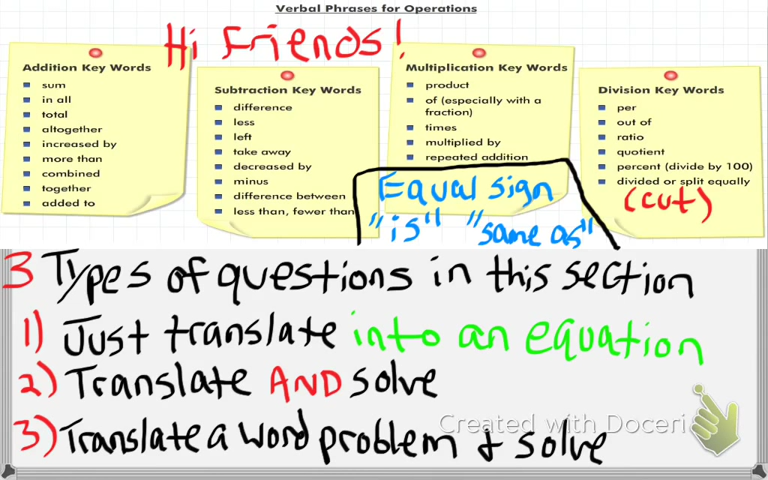 Verbal Phrases for Operations
Hi Friends!
Addition Key Words
sum
in all
total
altogether
increased by
more than
combined
together
added to
Subtraction Key Words
difference
less
left
take away
decreased by
minus
difference between
less than, fewer than
Multiplication Key Words
product
of (especially with a
fraction)
times
multiplied by
repeated addition
Division Key Words
per
out of
ratio
quotient
percent (divide by 100)
divided or split equally
(cut)
Equal sign
"is" "same as"
3 Types of questions in this section
1) Just translate into an equation
2) Translate AND solve
3) Translate a word problem + solve
Created with Doceri